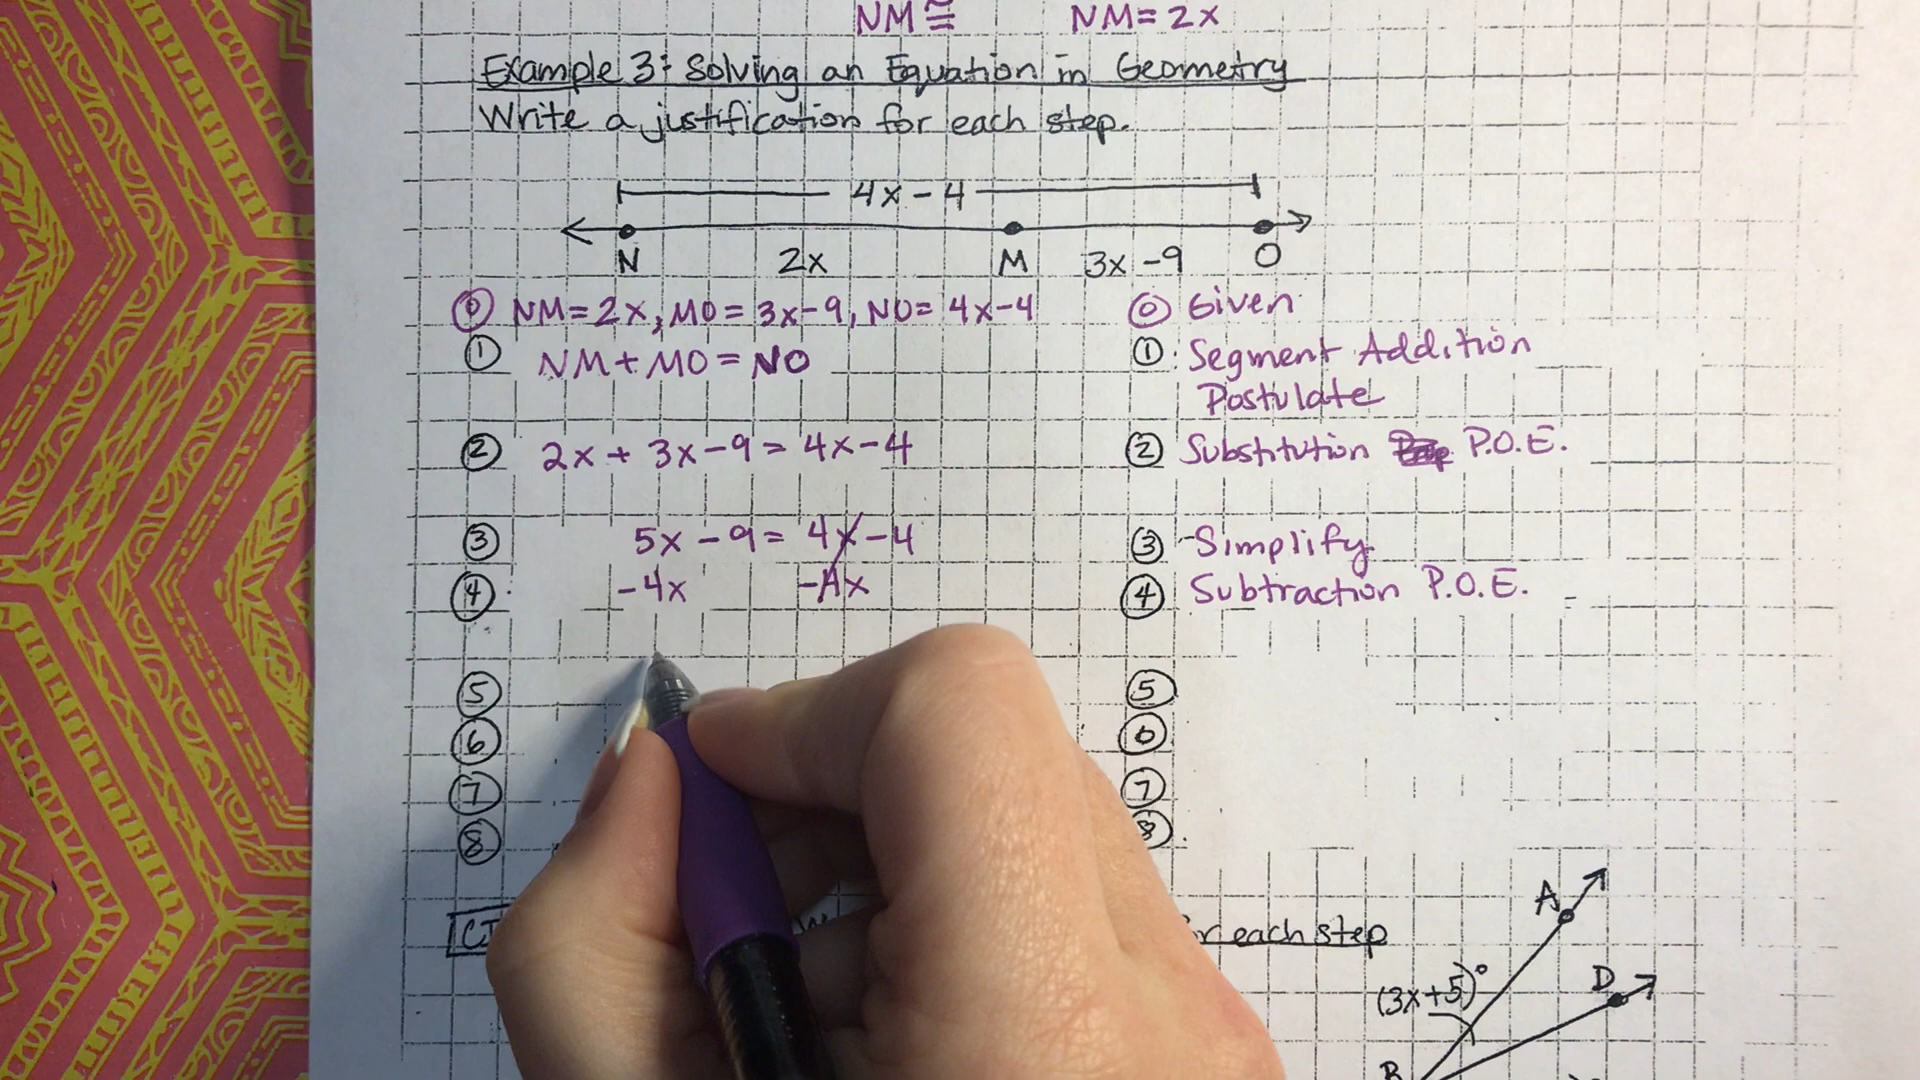 NM≅ NM=2x
Example 3: Solving an Equation in Geometry
Write a justification for each step.
4x-4
N 2x M 3x-9 O
⓪ NM=2x, MO=3x-9, NO=4x-4 ⓪ Given
① NM+MO=NO ① Segment Addition
Postulate
② 2x+3x-9=4x-4 ② Substitution P.O.E.
③ 5x-9=4x-4 ③ Simplify
④ -4x -4x ④ Subtraction P.O.E.
⑤ ⑤
⑥ ⑥
⑦ ⑦
⑧ ⑧
A
each step
D
(3x+5)°
B